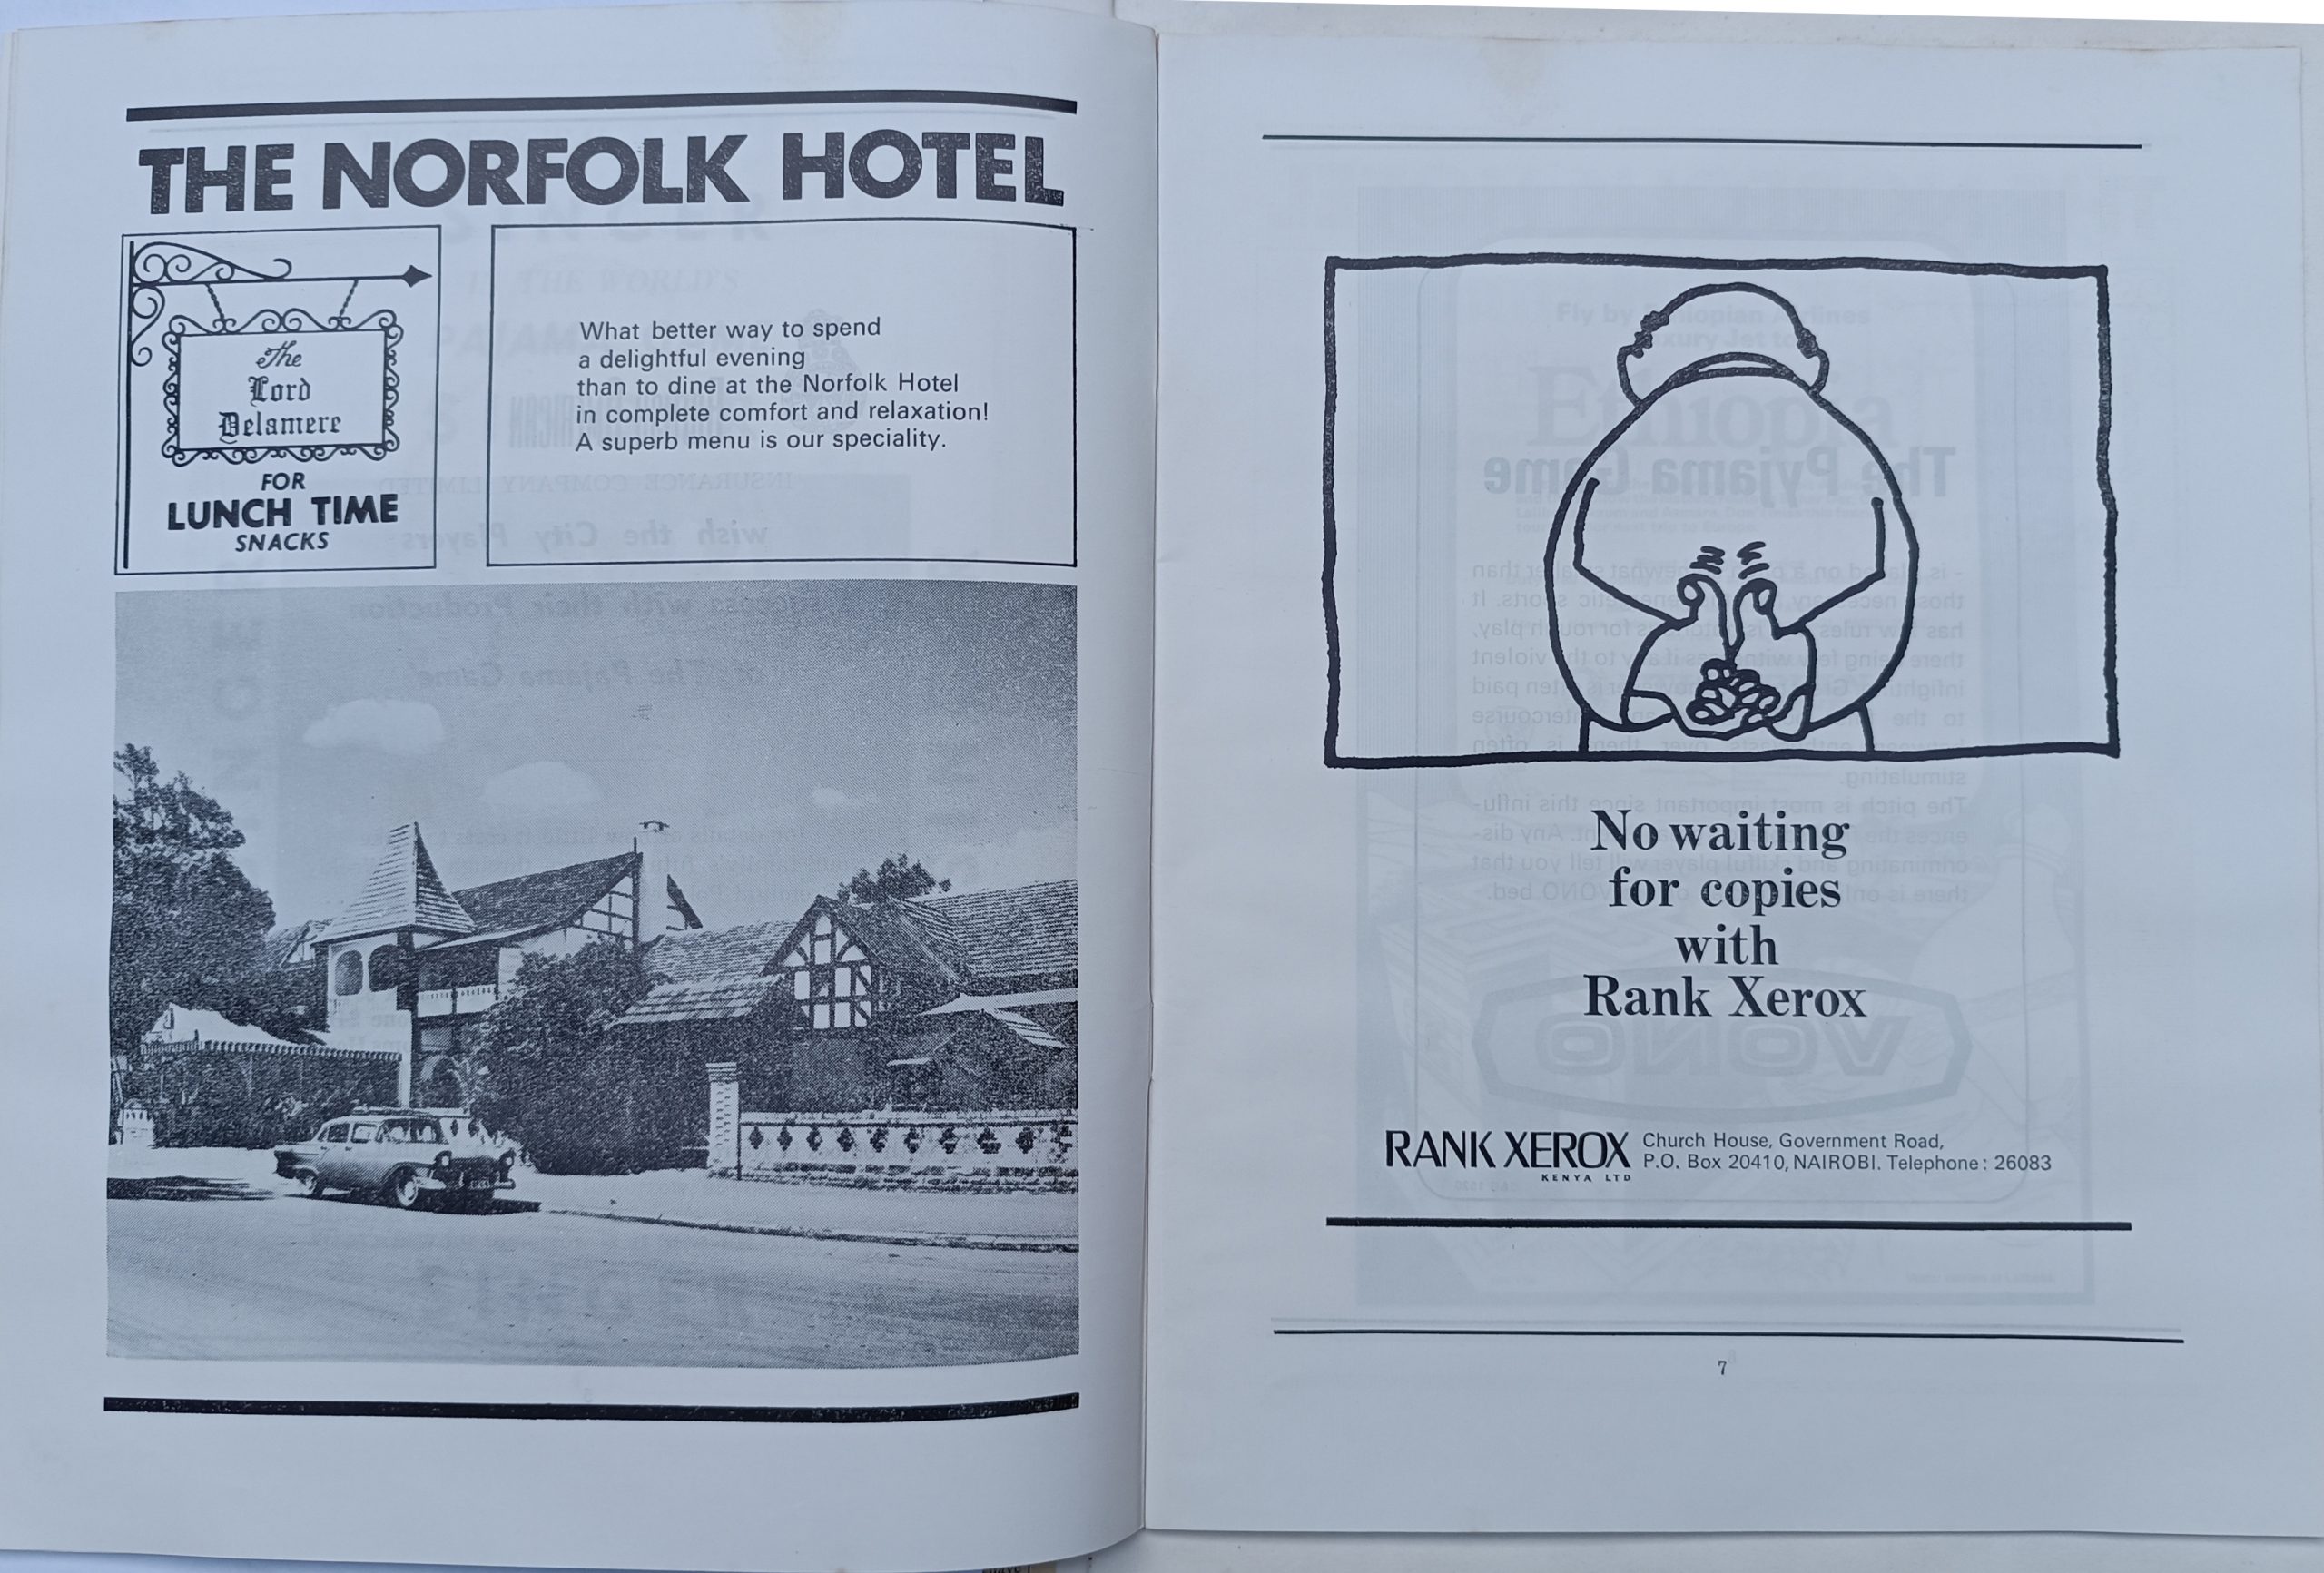 THE NORFOLK HOTEL
The
Lord
Delamere
FOR
LUNCH TIME
SNACKS
What better way to spend
a delightful evening
than to dine at the Norfolk Hotel
in complete comfort and relaxation!
A superb menu is our speciality.
No waiting
for copies
with
Rank Xerox
RANK XEROX
KENYA LTD
Church House, Government Road,
P.O. Box 20410, NAIROBI. Telephone: 26083
7